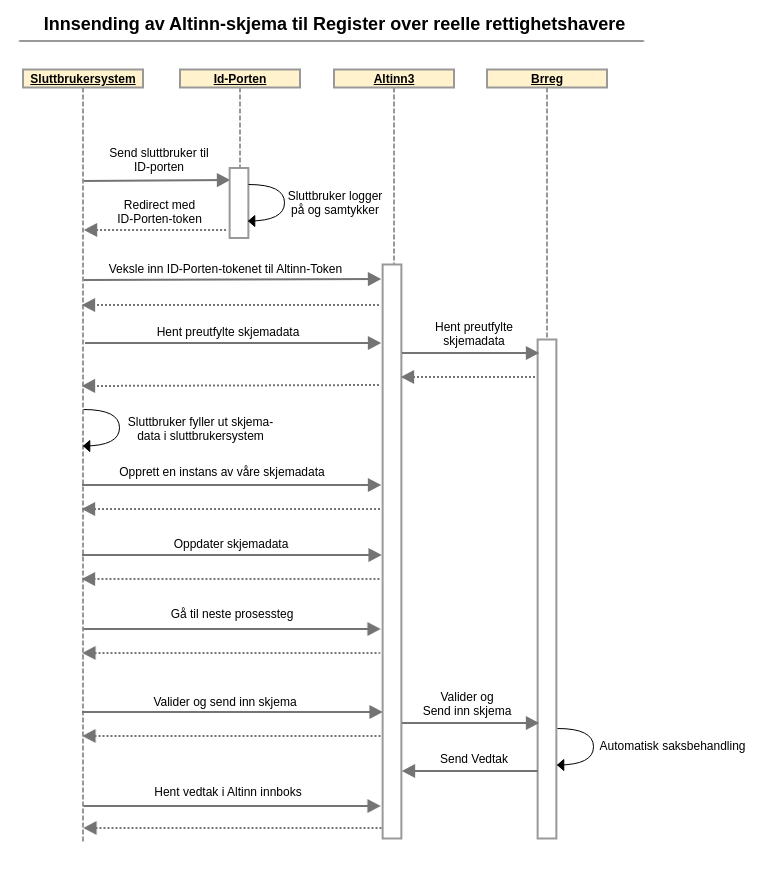 Innsending av Altinn-skjema til Register over reelle rettighetshavere
Sluttbrukersystem
Id-Porten
Altinn3
Brreg
Send sluttbruker til
ID-porten
Sluttbruker logger
på og samtykker
Redirect med
ID-Porten-token
Veksle inn ID-Porten-tokenet til Altinn-Token
Hent preutfylte skjemadata
Hent preutfylte
skjemadata
Sluttbruker fyller ut skjema-
data i sluttbrukersystem
Opprett en instans av våre skjemadata
Oppdater skjemadata
Gå til neste prosessteg
Valider og send inn skjema
Valider og
Send inn skjema
Automatisk saksbehandling
Send Vedtak
Hent vedtak i Altinn innboks